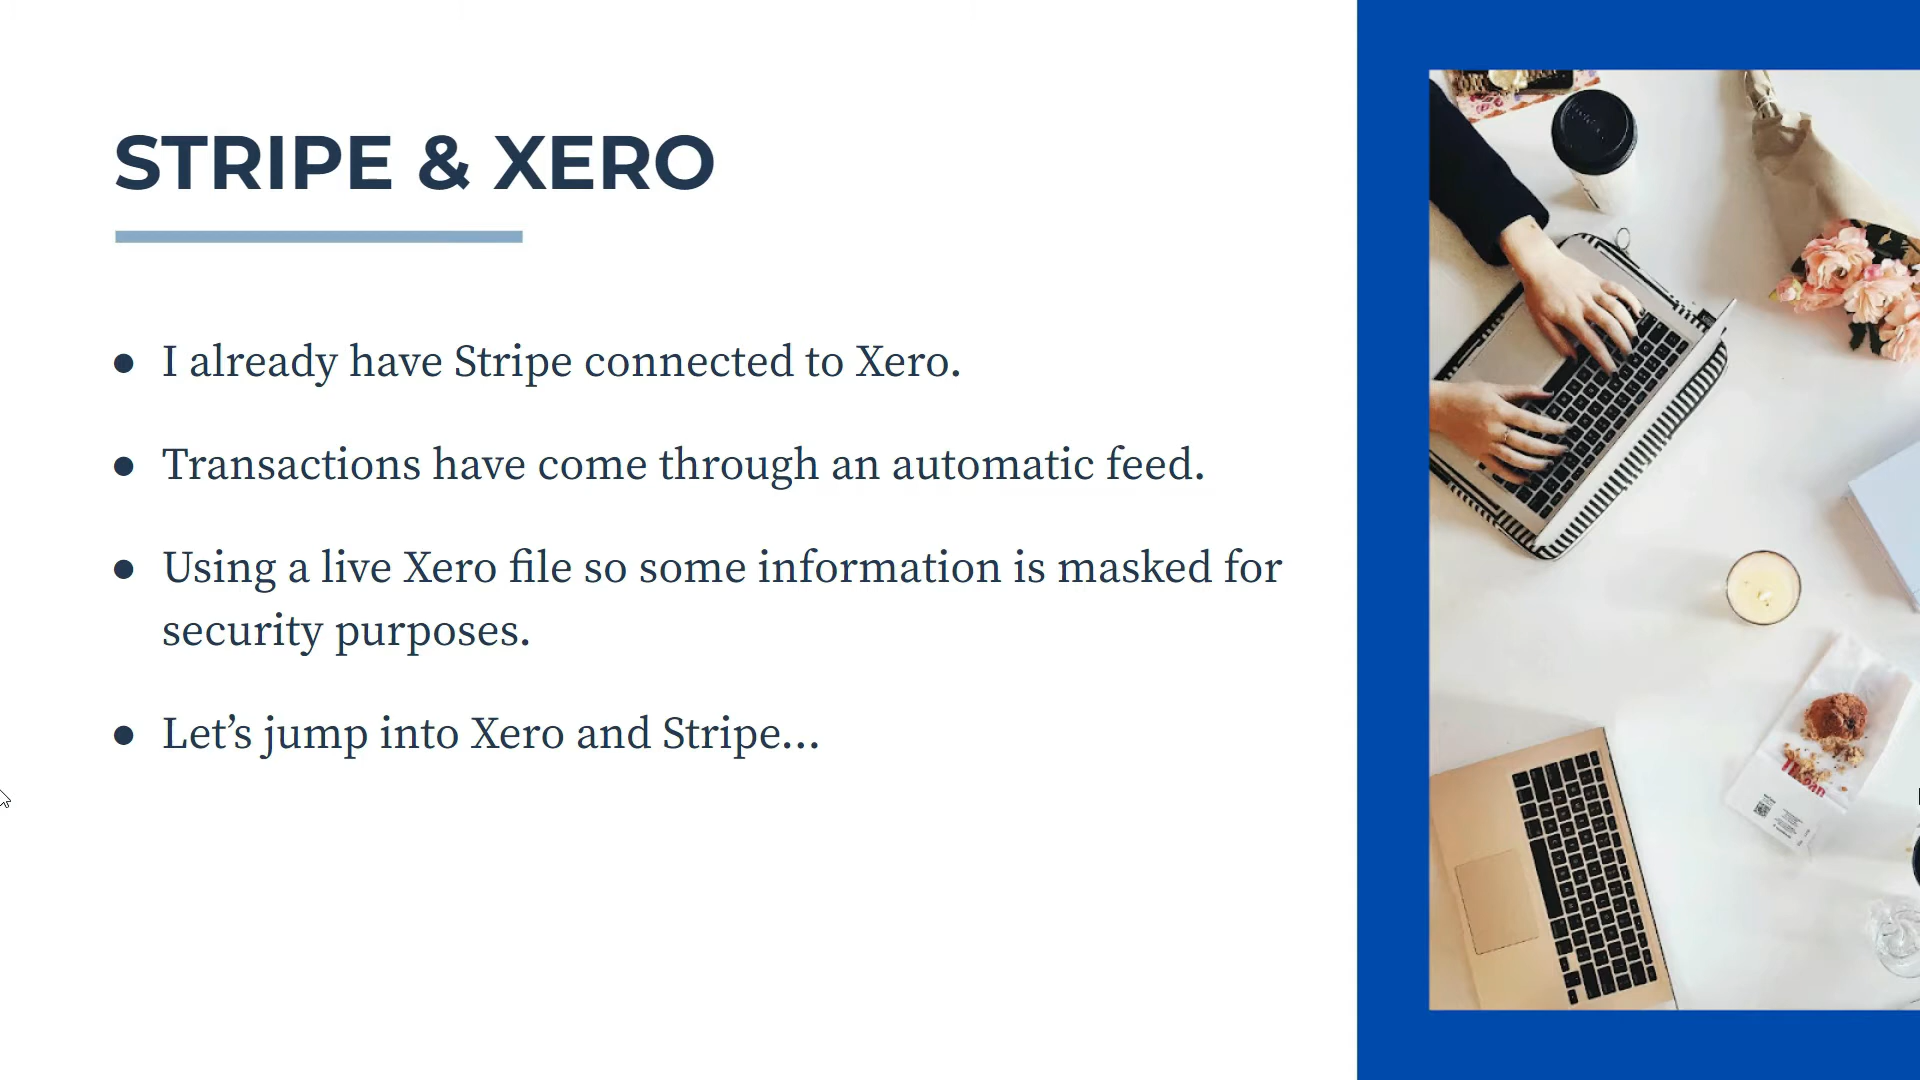 STRIPE & XERO
● I already have Stripe connected to Xero.
● Transactions have come through an automatic feed.
● Using a live Xero file so some information is masked for
security purposes.
● Let’s jump into Xero and Stripe...